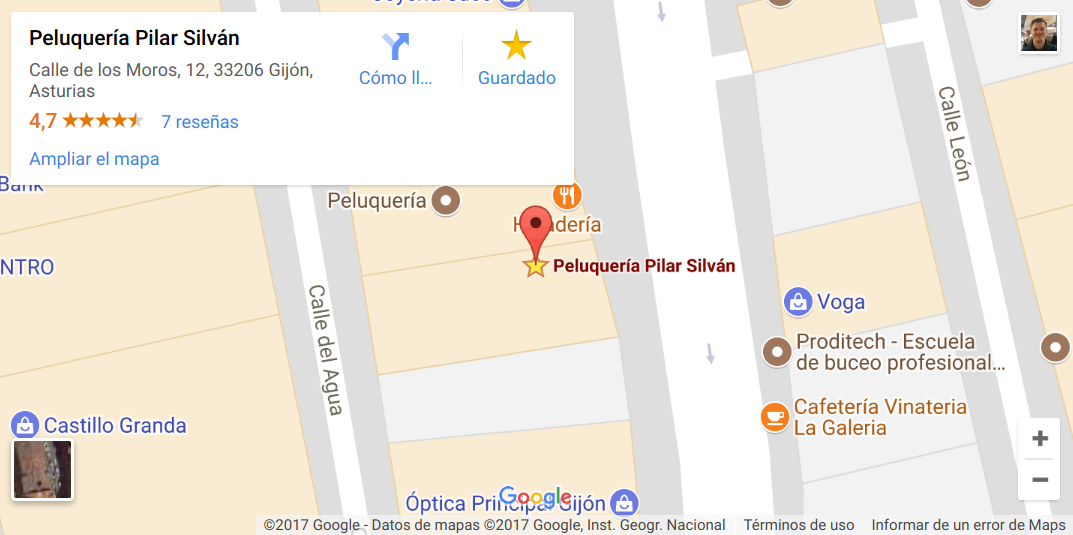 Peluquería Pilar Silván
Calle de los Moros, 12, 33206 Gijón,
Asturias
4,7
7 reseñas
Ampliar el mapa
Cómo ll...
Guardado
Bank
Peluquería
Calle León
NTRO
Peluquería Pilar Silván
Calle del Agua
Voga
Proditech - Escuela
de buceo profesional...
Cafetería Vinateria
La Galeria
Castillo Granda
+
−
Google
Óptica Principal Gijón
©2017 Google - Datos de mapas ©2017 Google, Inst. Geogr. Nacional
Términos de uso
Informar de un error de Maps